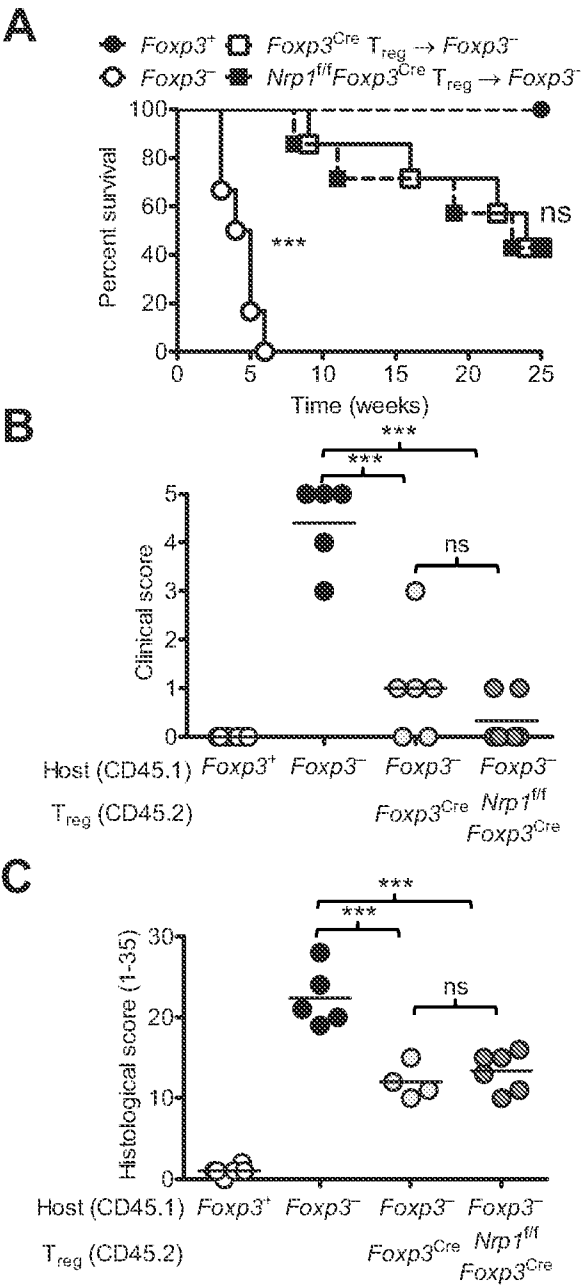 A
Foxp3⁺ Foxp3ᶜʳᵉ Treg → Foxp3⁻
Foxp3⁻ Nrp1ᶠ/ᶠFoxp3ᶜʳᵉ Treg → Foxp3⁻
Percent survival
100
80
60
40
20
0
***
ns
0 5 10 15 20 25
Time (weeks)
B
***
***
ns
Clinical score
5
4
3
2
1
0
Host (CD45.1) Foxp3⁺ Foxp3⁻ Foxp3⁻ Foxp3⁻
Treg (CD45.2) Foxp3ᶜʳᵉ Nrp1ᶠ/ᶠ
Foxp3ᶜʳᵉ
C
***
***
ns
Histological score (1-35)
30
20
10
0
Host (CD45.1) Foxp3⁺ Foxp3⁻ Foxp3⁻ Foxp3⁻
Treg (CD45.2) Foxp3ᶜʳᵉ Nrp1ᶠ/ᶠ
Foxp3ᶜʳᵉ